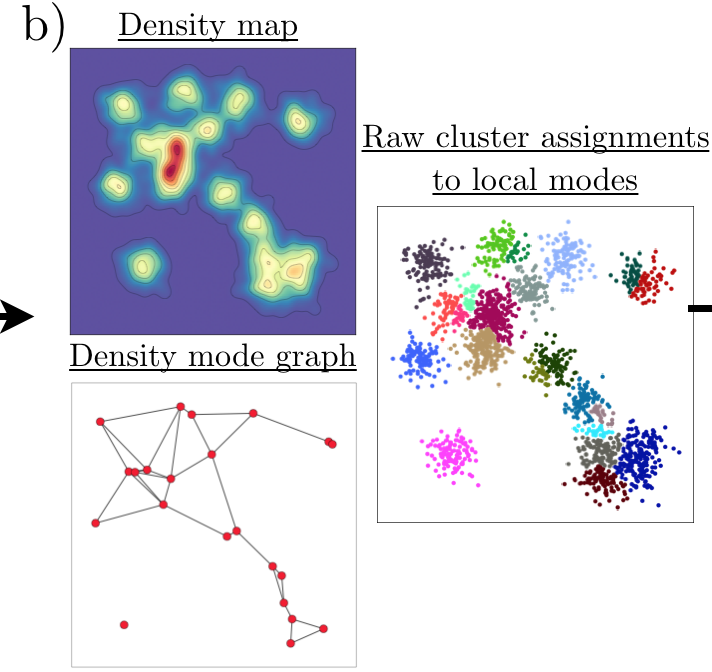 b)
Density map
Raw cluster assignments
to local modes
Density mode graph